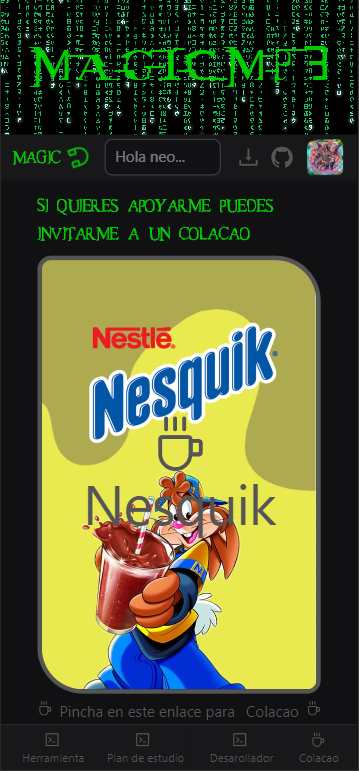 MAGICMP3
MAGIC
Hola neo...
SI QUIERES APOYARME PUEDES
INVITARME A UN COLACAO
Nestlé
Nesquik
Nesquik
N
Pincha en este enlace para Colacao
Herramienta
Plan de estudio
Desarollador
Colacao